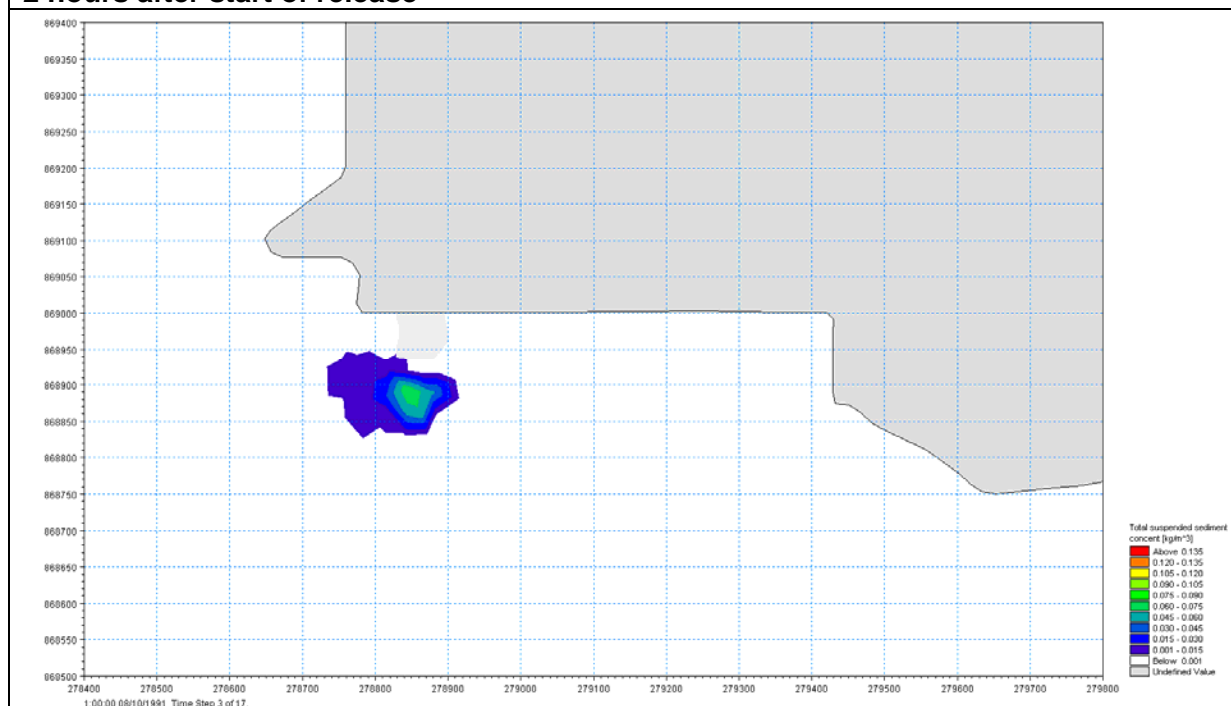 2 hours after start of release
869400
869350
869300
869250
869200
869150
869100
869050
869000
868950
868900
868850
868800
868750
868700
868650
868600
868550
868500
278400 278500 278600 278700 278800 278900 279000 279100 279200 279300 279400 279500 279600 279700 279800
1:00:00 08/10/1991 Time Step 3 of 17.
Total suspended sediment
concent [kg/m^3]
Above 0.135
0.120 - 0.135
0.105 - 0.120
0.090 - 0.105
0.075 - 0.090
0.060 - 0.075
0.045 - 0.060
0.030 - 0.045
0.015 - 0.030
0.001 - 0.015
Below 0.001
Undefined Value